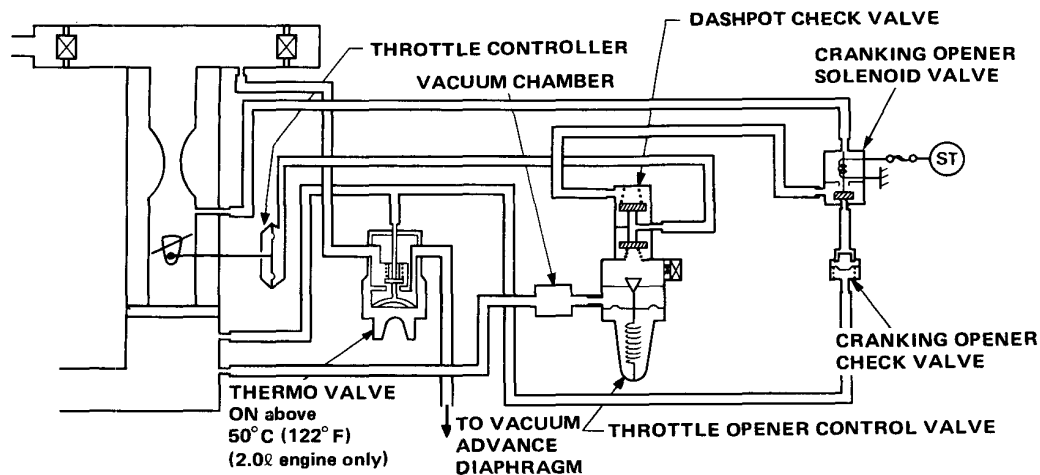 DASHPOT CHECK VALVE
THROTTLE CONTROLLER
VACUUM CHAMBER
CRANKING OPENER
SOLENOID VALVE
ST
CRANKING OPENER
CHECK VALVE
THERMO VALVE
ON above
50°C (122°F)
(2.0ℓ engine only)
TO VACUUM
ADVANCE
DIAPHRAGM
THROTTLE OPENER CONTROL VALVE